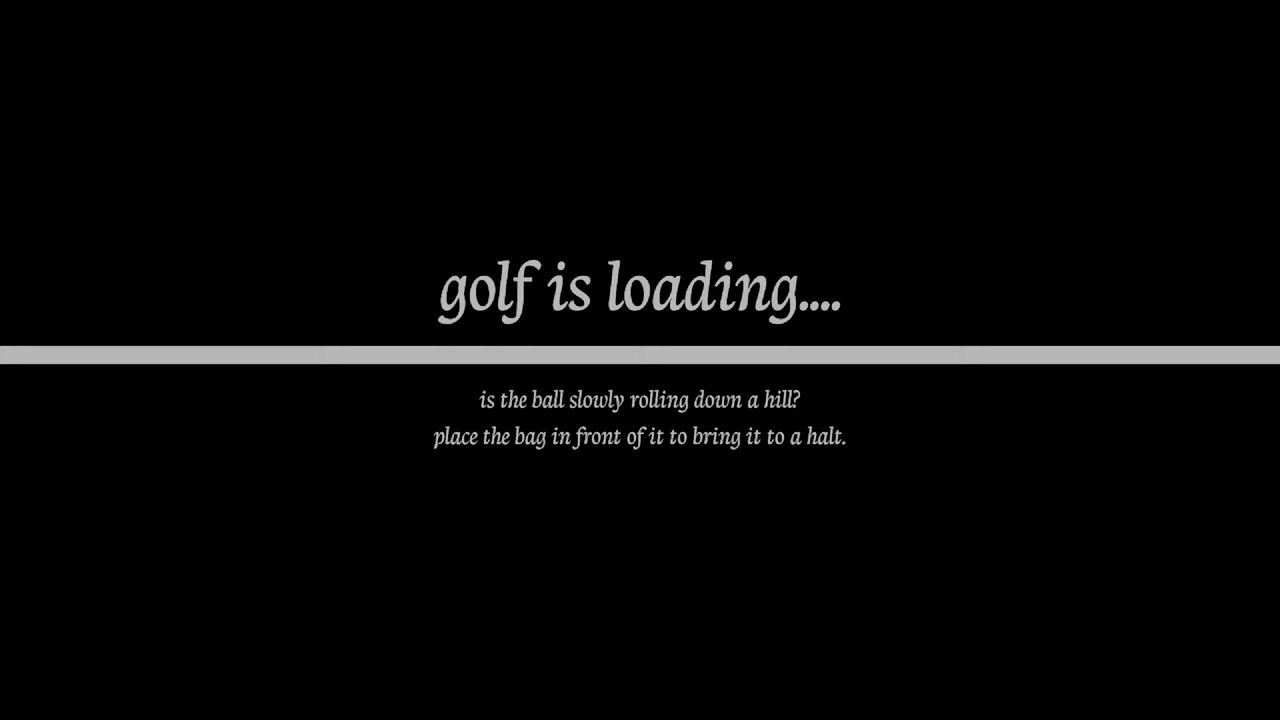 golf is loading....
is the ball slowly rolling down a hill?
place the bag in front of it to bring it to a halt.